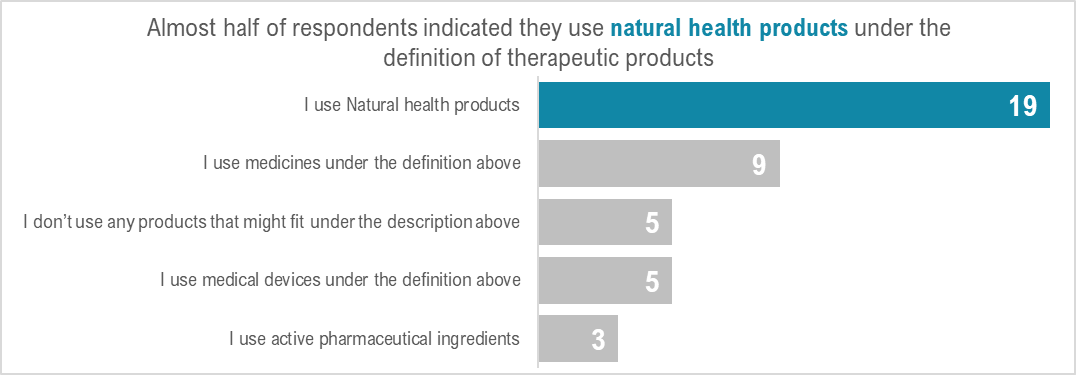 Almost half of respondents indicated they use natural health products under the
definition of therapeutic products
I use Natural health products
19
I use medicines under the definition above
9
I don’t use any products that might fit under the description above
5
I use medical devices under the definition above
5
I use active pharmaceutical ingredients
3